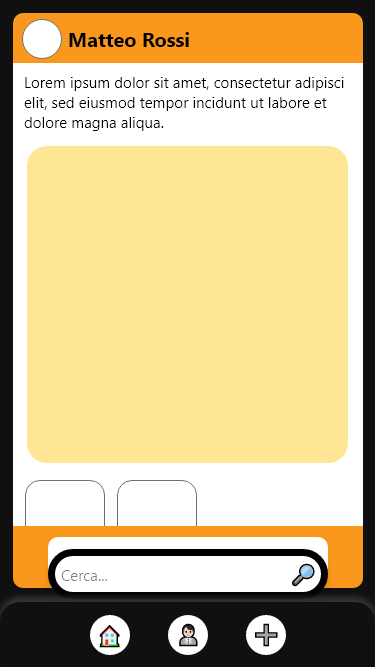 Matteo Rossi
Lorem ipsum dolor sit amet, consectetur adipisci
elit, sed eiusmod tempor incidunt ut labore et
dolore magna aliqua.
Cerca...